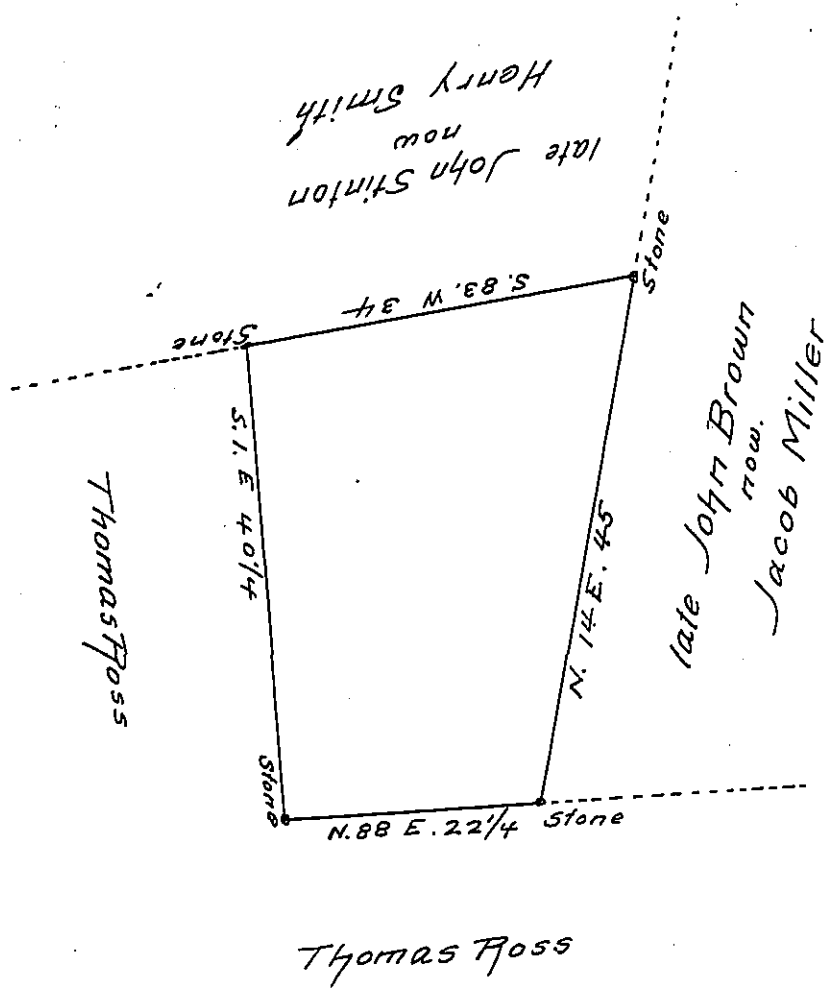 late John Stinton
now
Henry Smith
Stone
S. 83. W 34
Stone
S. 1. E 40 1/4
Thomas Ross
Stone
N. 88 E. 22 1/4
Stone
N. 14 E. 45
late John Brown
now.
Jacob Miller
Thomas Ross